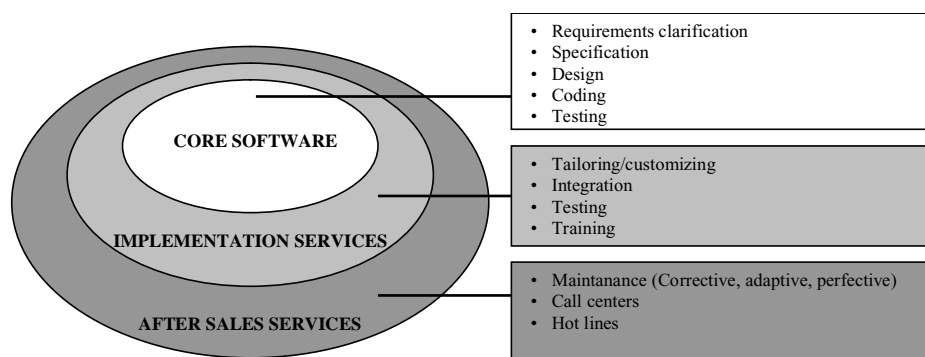 • Requirements clarification
• Specification
• Design
• Coding
• Testing
CORE SOFTWARE
• Tailoring/customizing
• Integration
• Testing
• Training
IMPLEMENTATION SERVICES
• Maintanance (Corrective, adaptive, perfective)
• Call centers
• Hot lines
AFTER SALES SERVICES